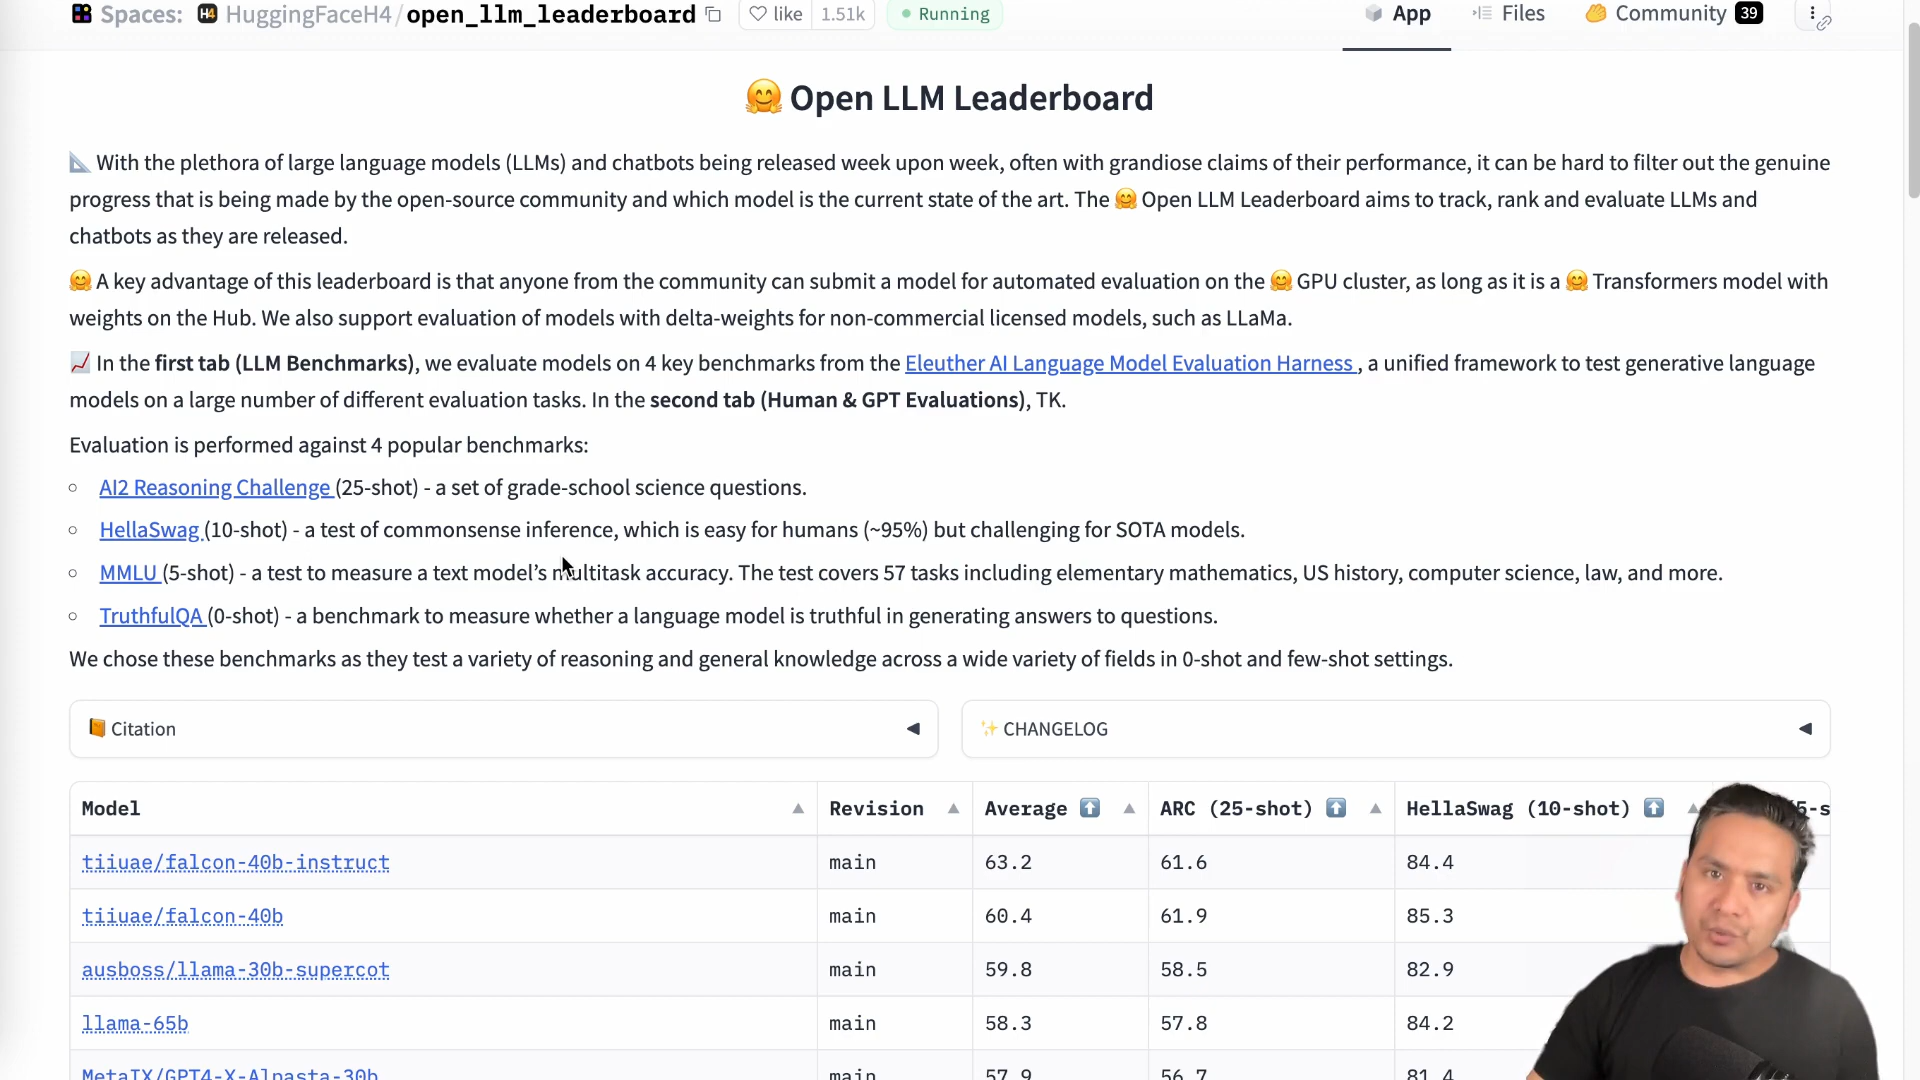 Spaces: H4 HuggingFaceH4/open_llm_leaderboard like 1.51k Running App Files Community 39
🤗 Open LLM Leaderboard
📐 With the plethora of large language models (LLMs) and chatbots being released week upon week, often with grandiose claims of their performance, it can be hard to filter out the genuine
progress that is being made by the open-source community and which model is the current state of the art. The 🤗 Open LLM Leaderboard aims to track, rank and evaluate LLMs and
chatbots as they are released.
🤗 A key advantage of this leaderboard is that anyone from the community can submit a model for automated evaluation on the 🤗 GPU cluster, as long as it is a 🤗 Transformers model with
weights on the Hub. We also support evaluation of models with delta-weights for non-commercial licensed models, such as LLaMa.
📈 In the first tab (LLM Benchmarks), we evaluate models on 4 key benchmarks from the Eleuther AI Language Model Evaluation Harness , a unified framework to test generative language
models on a large number of different evaluation tasks. In the second tab (Human & GPT Evaluations), TK.
Evaluation is performed against 4 popular benchmarks:
AI2 Reasoning Challenge (25-shot) - a set of grade-school science questions.
HellaSwag (10-shot) - a test of commonsense inference, which is easy for humans (~95%) but challenging for SOTA models.
MMLU (5-shot) - a test to measure a text model’s multitask accuracy. The test covers 57 tasks including elementary mathematics, US history, computer science, law, and more.
TruthfulQA (0-shot) - a benchmark to measure whether a language model is truthful in generating answers to questions.
We chose these benchmarks as they test a variety of reasoning and general knowledge across a wide variety of fields in 0-shot and few-shot settings.
📙 Citation ✨ CHANGELOG
Model Revision Average ⬆️ ARC (25-shot) ⬆️ HellaSwag (10-shot) ⬆️ 5-s
tiiuae/falcon-40b-instruct main 63.2 61.6 84.4
tiiuae/falcon-40b main 60.4 61.9 85.3
ausboss/llama-30b-supercot main 59.8 58.5 82.9
llama-65b main 58.3 57.8 84.2
MetaIX/GPT4-X-Alpasta-30b main 57.9 56.7 81.4